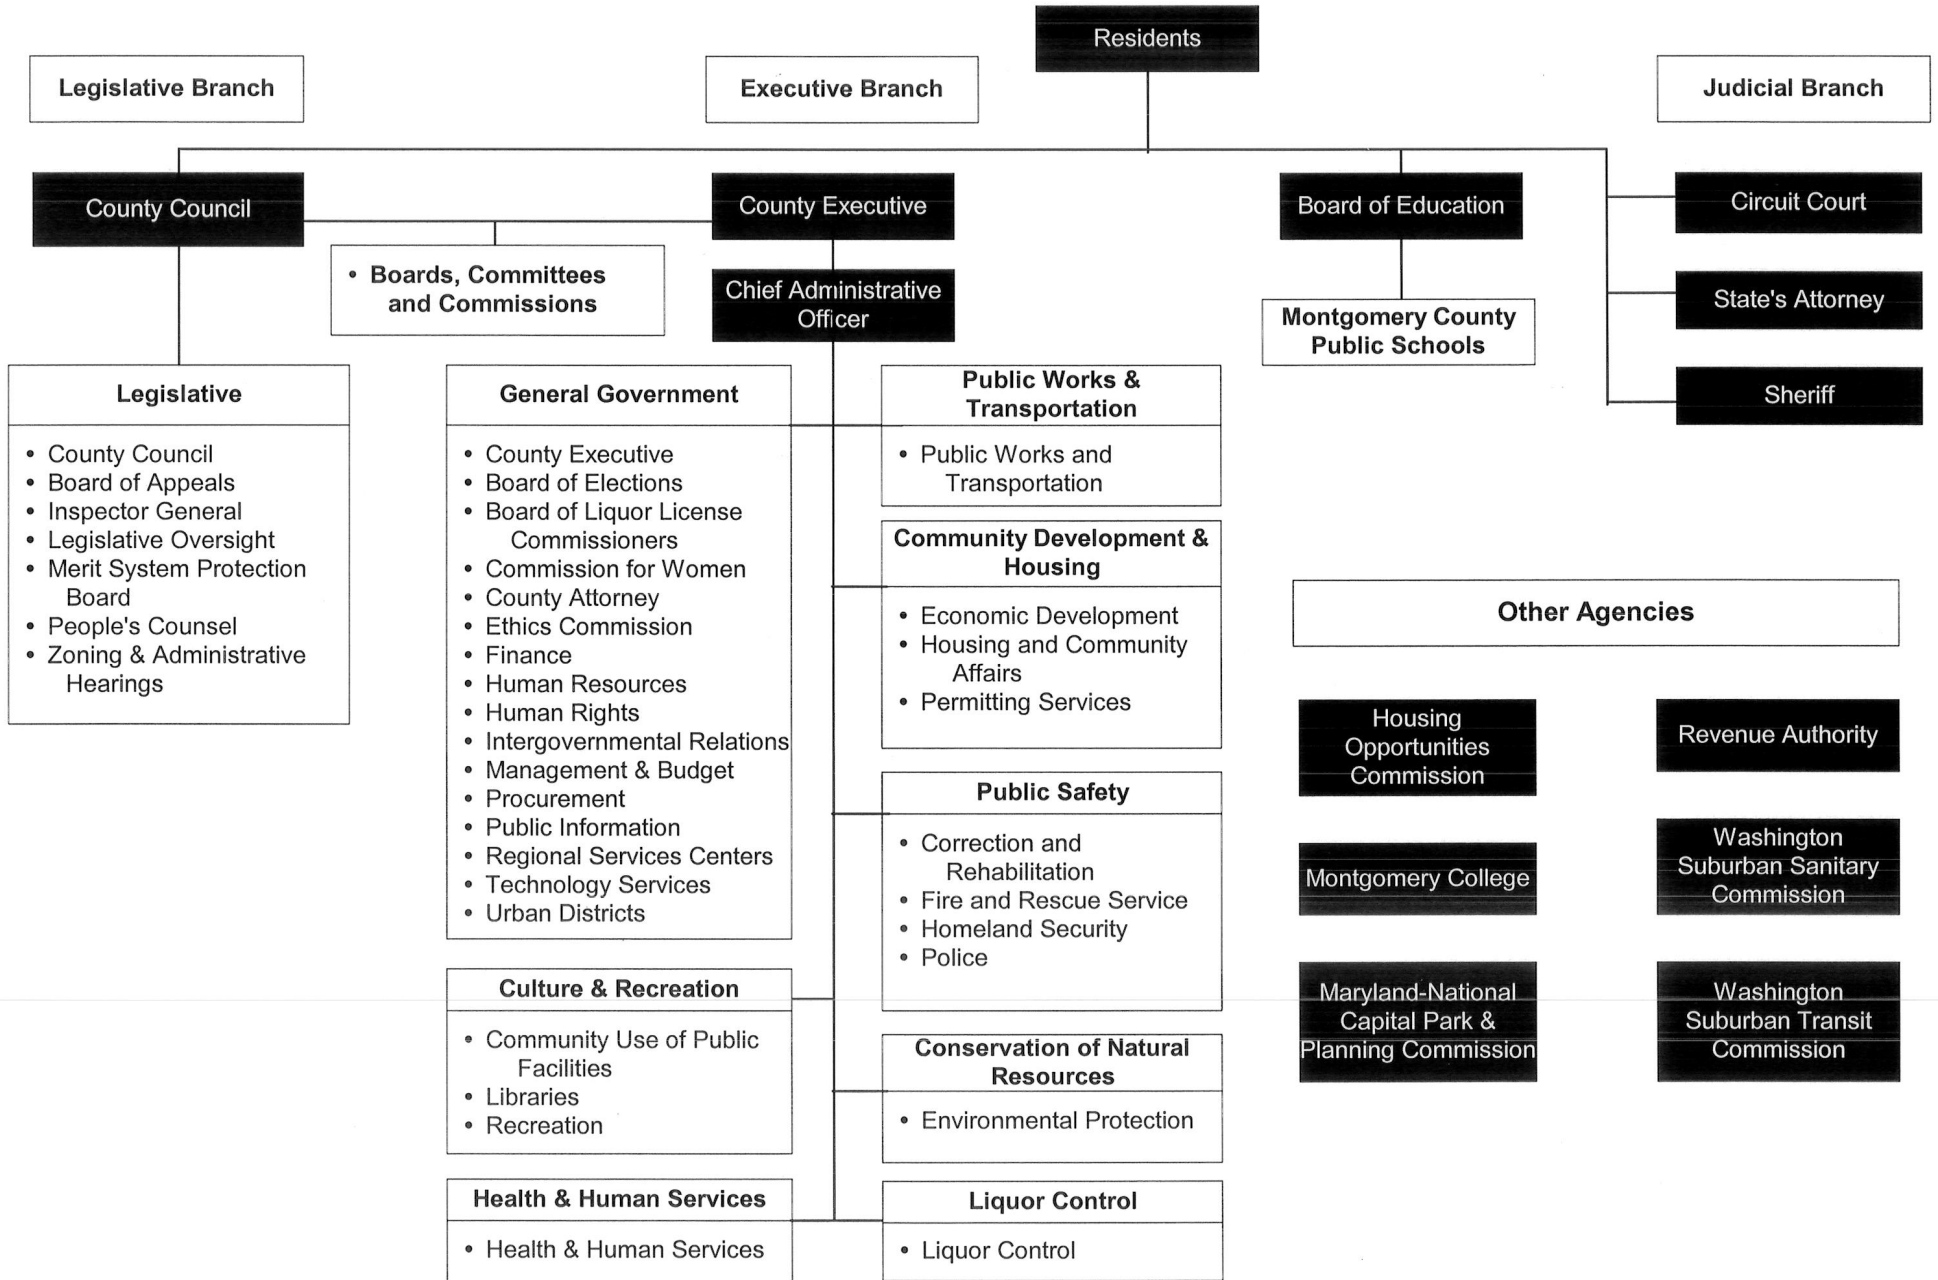 Residents
Legislative Branch
Executive Branch
Judicial Branch
County Council
County Executive
Board of Education
Circuit Court
• Boards, Committees
and Commissions
Chief Administrative
Officer
Montgomery County
Public Schools
State's Attorney
Sheriff
Legislative
• County Council
• Board of Appeals
• Inspector General
• Legislative Oversight
• Merit System Protection
Board
• People's Counsel
• Zoning & Administrative
Hearings
General Government
• County Executive
• Board of Elections
• Board of Liquor License
Commissioners
• Commission for Women
• County Attorney
• Ethics Commission
• Finance
• Human Resources
• Human Rights
• Intergovernmental Relations
• Management & Budget
• Procurement
• Public Information
• Regional Services Centers
• Technology Services
• Urban Districts
Culture & Recreation
• Community Use of Public
Facilities
• Libraries
• Recreation
Health & Human Services
• Health & Human Services
Public Works &
Transportation
• Public Works and
Transportation
Community Development &
Housing
• Economic Development
• Housing and Community
Affairs
• Permitting Services
Public Safety
• Correction and
Rehabilitation
• Fire and Rescue Service
• Homeland Security
• Police
Conservation of Natural
Resources
• Environmental Protection
Liquor Control
• Liquor Control
Other Agencies
Housing
Opportunities
Commission
Revenue Authority
Montgomery College
Washington
Suburban Sanitary
Commission
Maryland-National
Capital Park &
Planning Commission
Washington
Suburban Transit
Commission